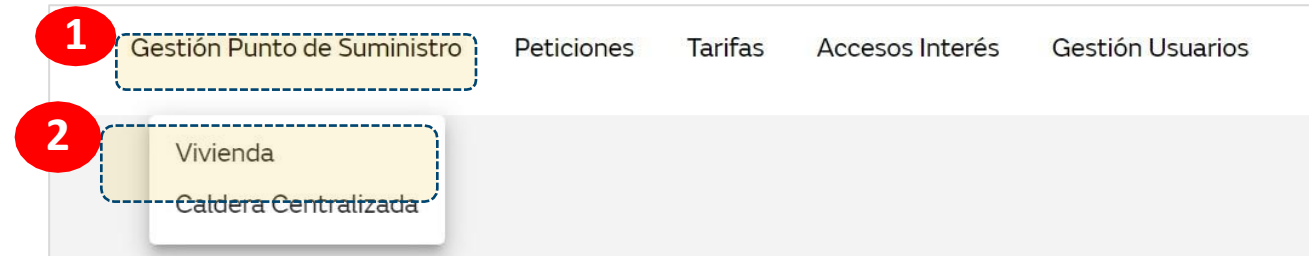 1
Gestión Punto de Suministro Peticiones Tarifas Accesos Interés Gestión Usuarios
2
Vivienda
Caldera Centralizada